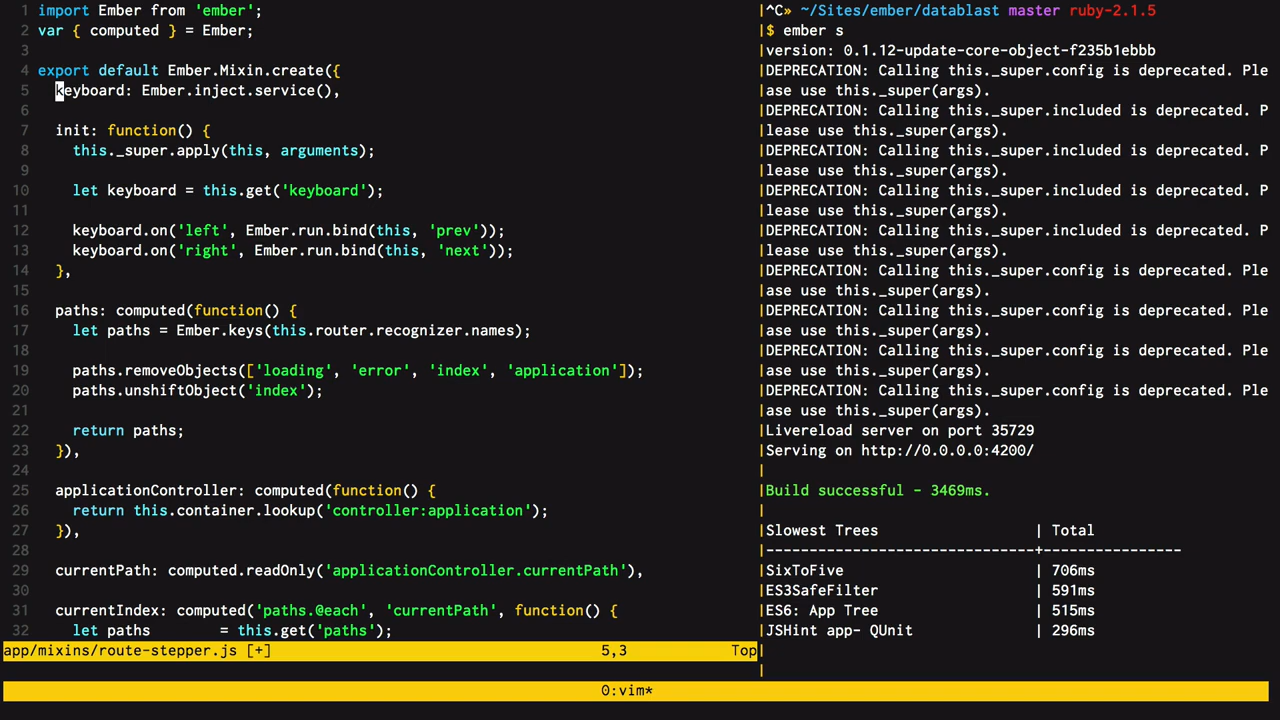 1 import Ember from 'ember';
2 var { computed } = Ember;
3
4 export default Ember.Mixin.create({
5   keyboard: Ember.inject.service(),
6
7   init: function() {
8     this._super.apply(this, arguments);
9
10     let keyboard = this.get('keyboard');
11
12     keyboard.on('left', Ember.run.bind(this, 'prev'));
13     keyboard.on('right', Ember.run.bind(this, 'next'));
14   },
15
16   paths: computed(function() {
17     let paths = Ember.keys(this.router.recognizer.names);
18
19     paths.removeObjects(['loading', 'error', 'index', 'application']);
20     paths.unshiftObject('index');
21
22     return paths;
23   }),
24
25   applicationController: computed(function() {
26     return this.container.lookup('controller:application');
27   }),
28
29   currentPath: computed.readOnly('applicationController.currentPath'),
30
31   currentIndex: computed('paths.@each', 'currentPath', function() {
32     let paths        = this.get('paths');
app/mixins/route-stepper.js [+] 5,3 Top
|^C» ~/Sites/ember/datablast master ruby-2.1.5
|$ ember s
|version: 0.1.12-update-core-object-f235b1ebbb
|DEPRECATION: Calling this._super.config is deprecated. Ple
|ase use this._super(args).
|DEPRECATION: Calling this._super.included is deprecated. P
|lease use this._super(args).
|DEPRECATION: Calling this._super.included is deprecated. P
|lease use this._super(args).
|DEPRECATION: Calling this._super.included is deprecated. P
|lease use this._super(args).
|DEPRECATION: Calling this._super.included is deprecated. P
|lease use this._super(args).
|DEPRECATION: Calling this._super.config is deprecated. Ple
|ase use this._super(args).
|DEPRECATION: Calling this._super.config is deprecated. Ple
|ase use this._super(args).
|DEPRECATION: Calling this._super.included is deprecated. P
|lease use this._super(args).
|DEPRECATION: Calling this._super.config is deprecated. Ple
|ase use this._super(args).
|Livereload server on port 35729
|Serving on http://0.0.0.0:4200/
|
|Build successful - 3469ms.
|
|Slowest Trees                  | Total
|-------------------------------+----------------
|SixToFive                      | 706ms
|ES3SafeFilter                  | 591ms
|ES6: App Tree                  | 515ms
|JSHint app- QUnit              | 296ms
|
|
0:vim*